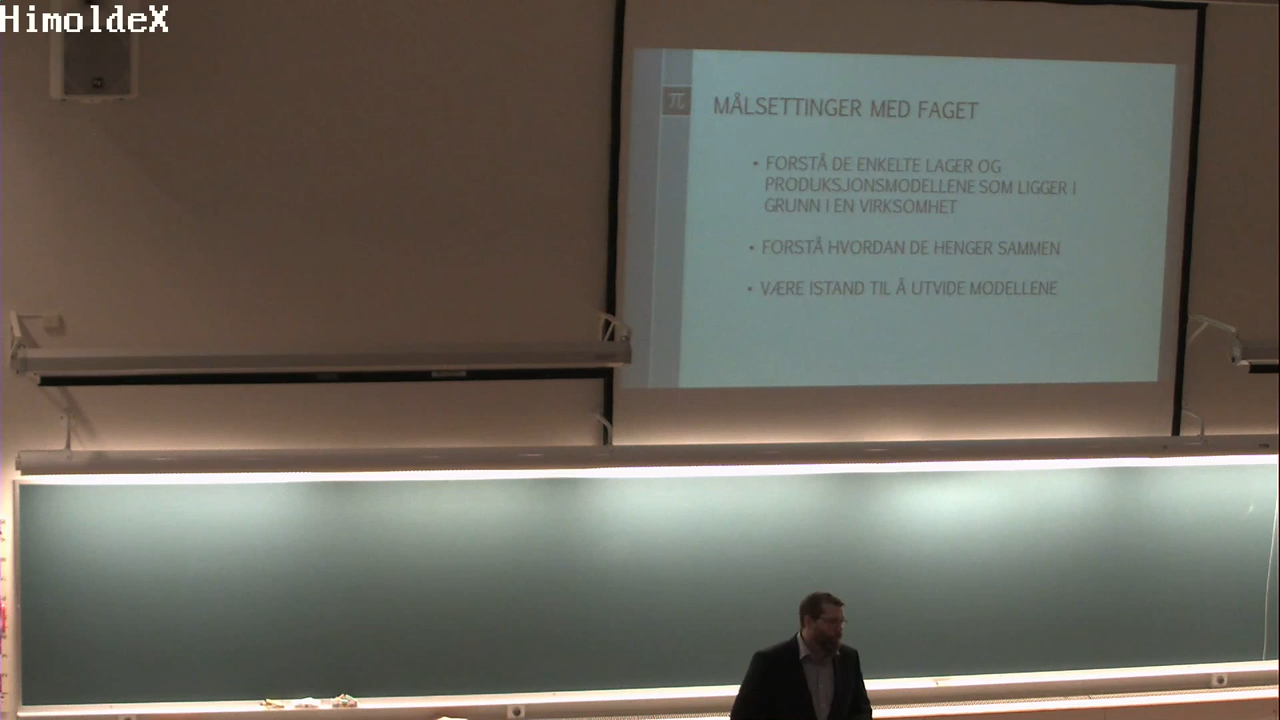 HimoldeX
π
MÅLSETTINGER MED FAGET
• FORSTÅ DE ENKELTE LAGER OG
PRODUKSJONSMODELLENE SOM LIGGER I
GRUNN I EN VIRKSOMHET
• FORSTÅ HVORDAN DE HENGER SAMMEN
• VÆRE ISTAND TIL Å UTVIDE MODELLENE